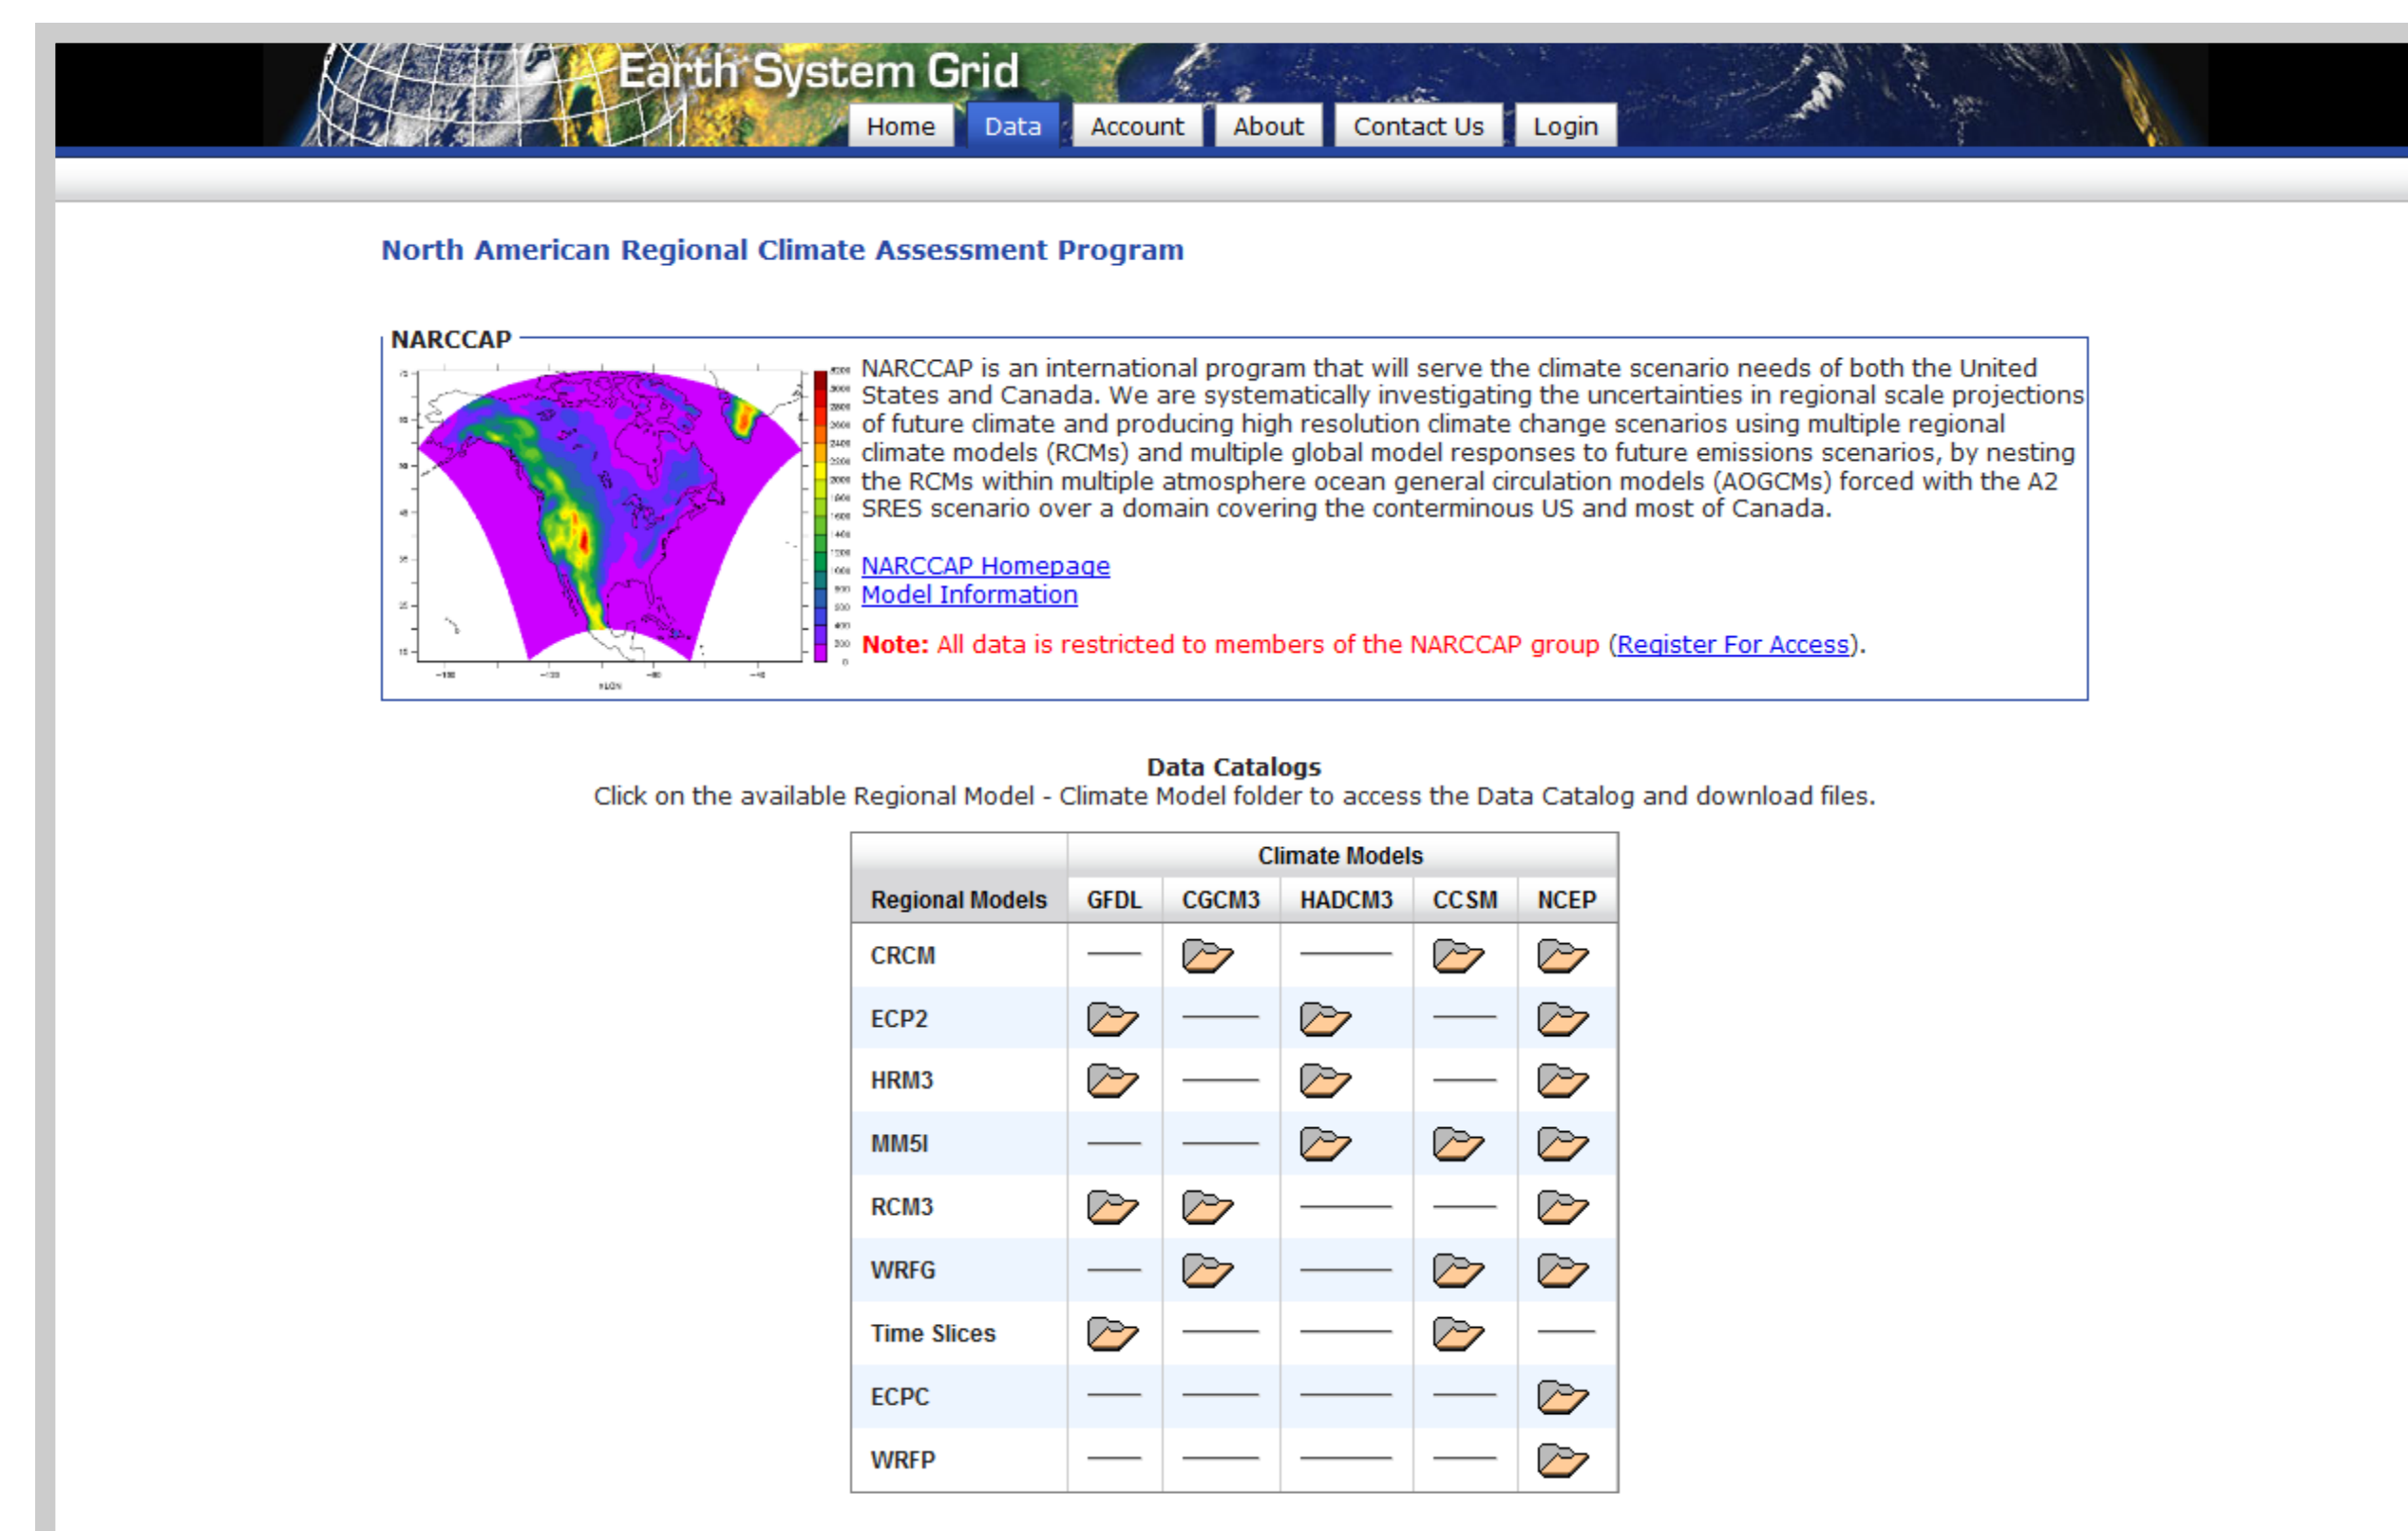 Earth System Grid
Home Data Account About Contact Us Login
North American Regional Climate Assessment Program
NARCCAP
NARCCAP is an international program that will serve the climate scenario needs of both the United
States and Canada. We are systematically investigating the uncertainties in regional scale projections
of future climate and producing high resolution climate change scenarios using multiple regional
climate models (RCMs) and multiple global model responses to future emissions scenarios, by nesting
the RCMs within multiple atmosphere ocean general circulation models (AOGCMs) forced with the A2
SRES scenario over a domain covering the conterminous US and most of Canada.
NARCCAP Homepage
Model Information
Note: All data is restricted to members of the NARCCAP group (Register For Access).
Data Catalogs
Click on the available Regional Model - Climate Model folder to access the Data Catalog and download files.
Climate Models
Regional Models GFDL CGCM3 HADCM3 CCSM NCEP
CRCM
ECP2
HRM3
MM5I
RCM3
WRFG
Time Slices
ECPC
WRFP